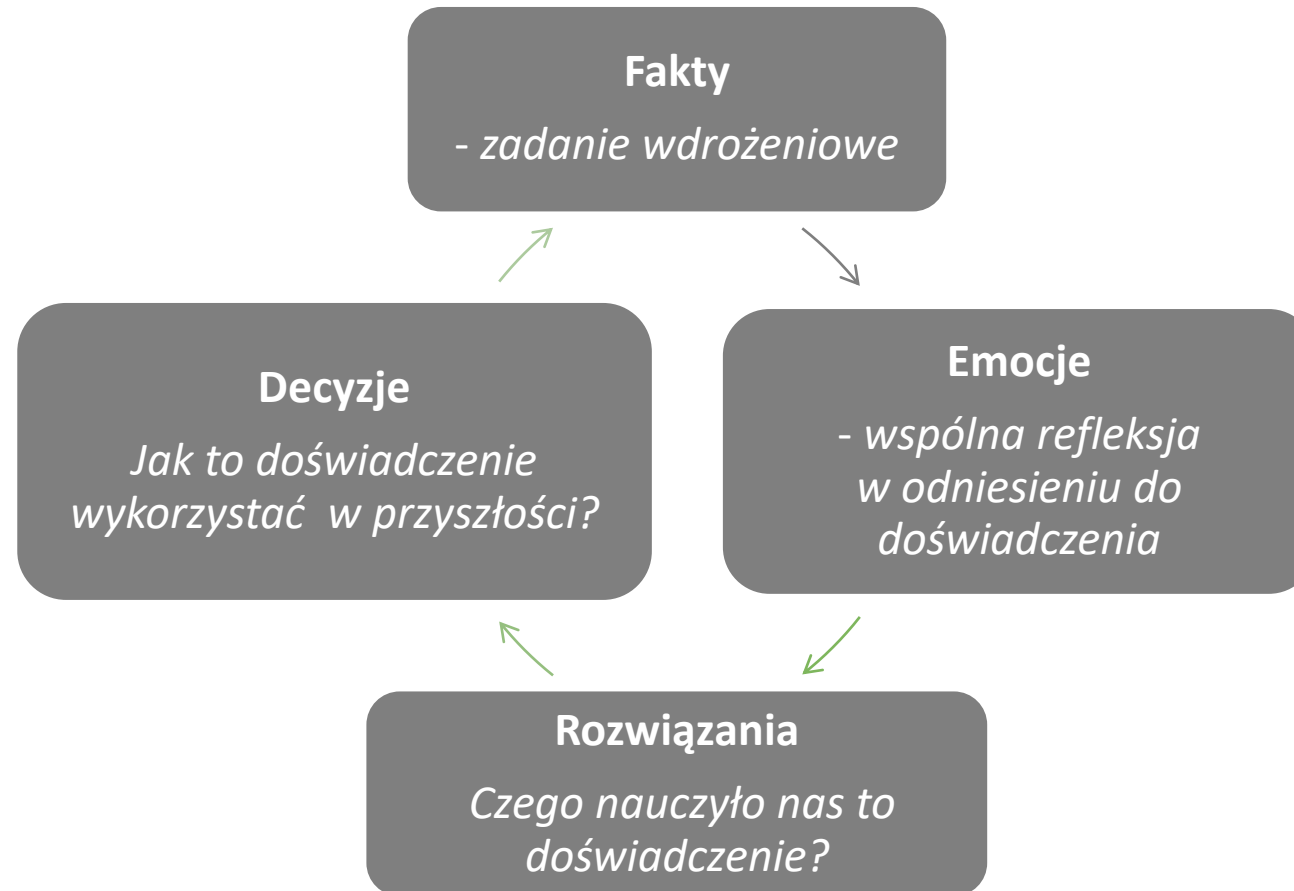 Fakty
- zadanie wdrożeniowe
Emocje
- wspólna refleksja
w odniesieniu do
doświadczenia
Rozwiązania
Czego nauczyło nas to
doświadczenie?
Decyzje
Jak to doświadczenie
wykorzystać  w przyszłości?